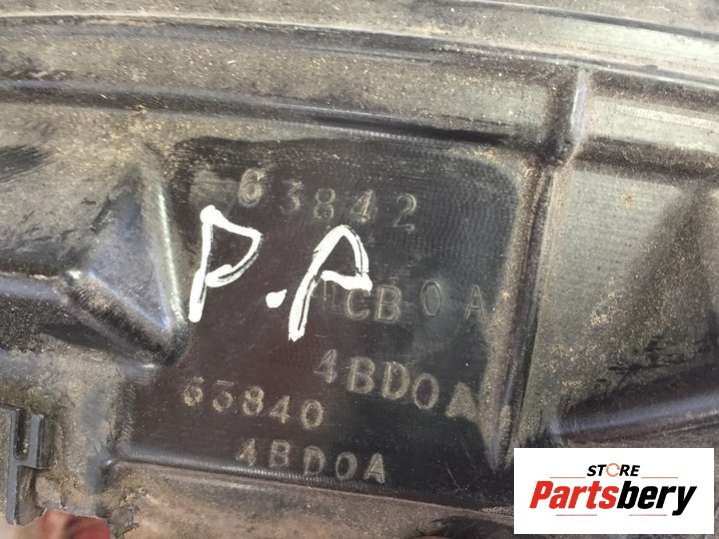 63842
P.A
CB0A
4BD0A
63840
4BD0A
STORE
Partsbery